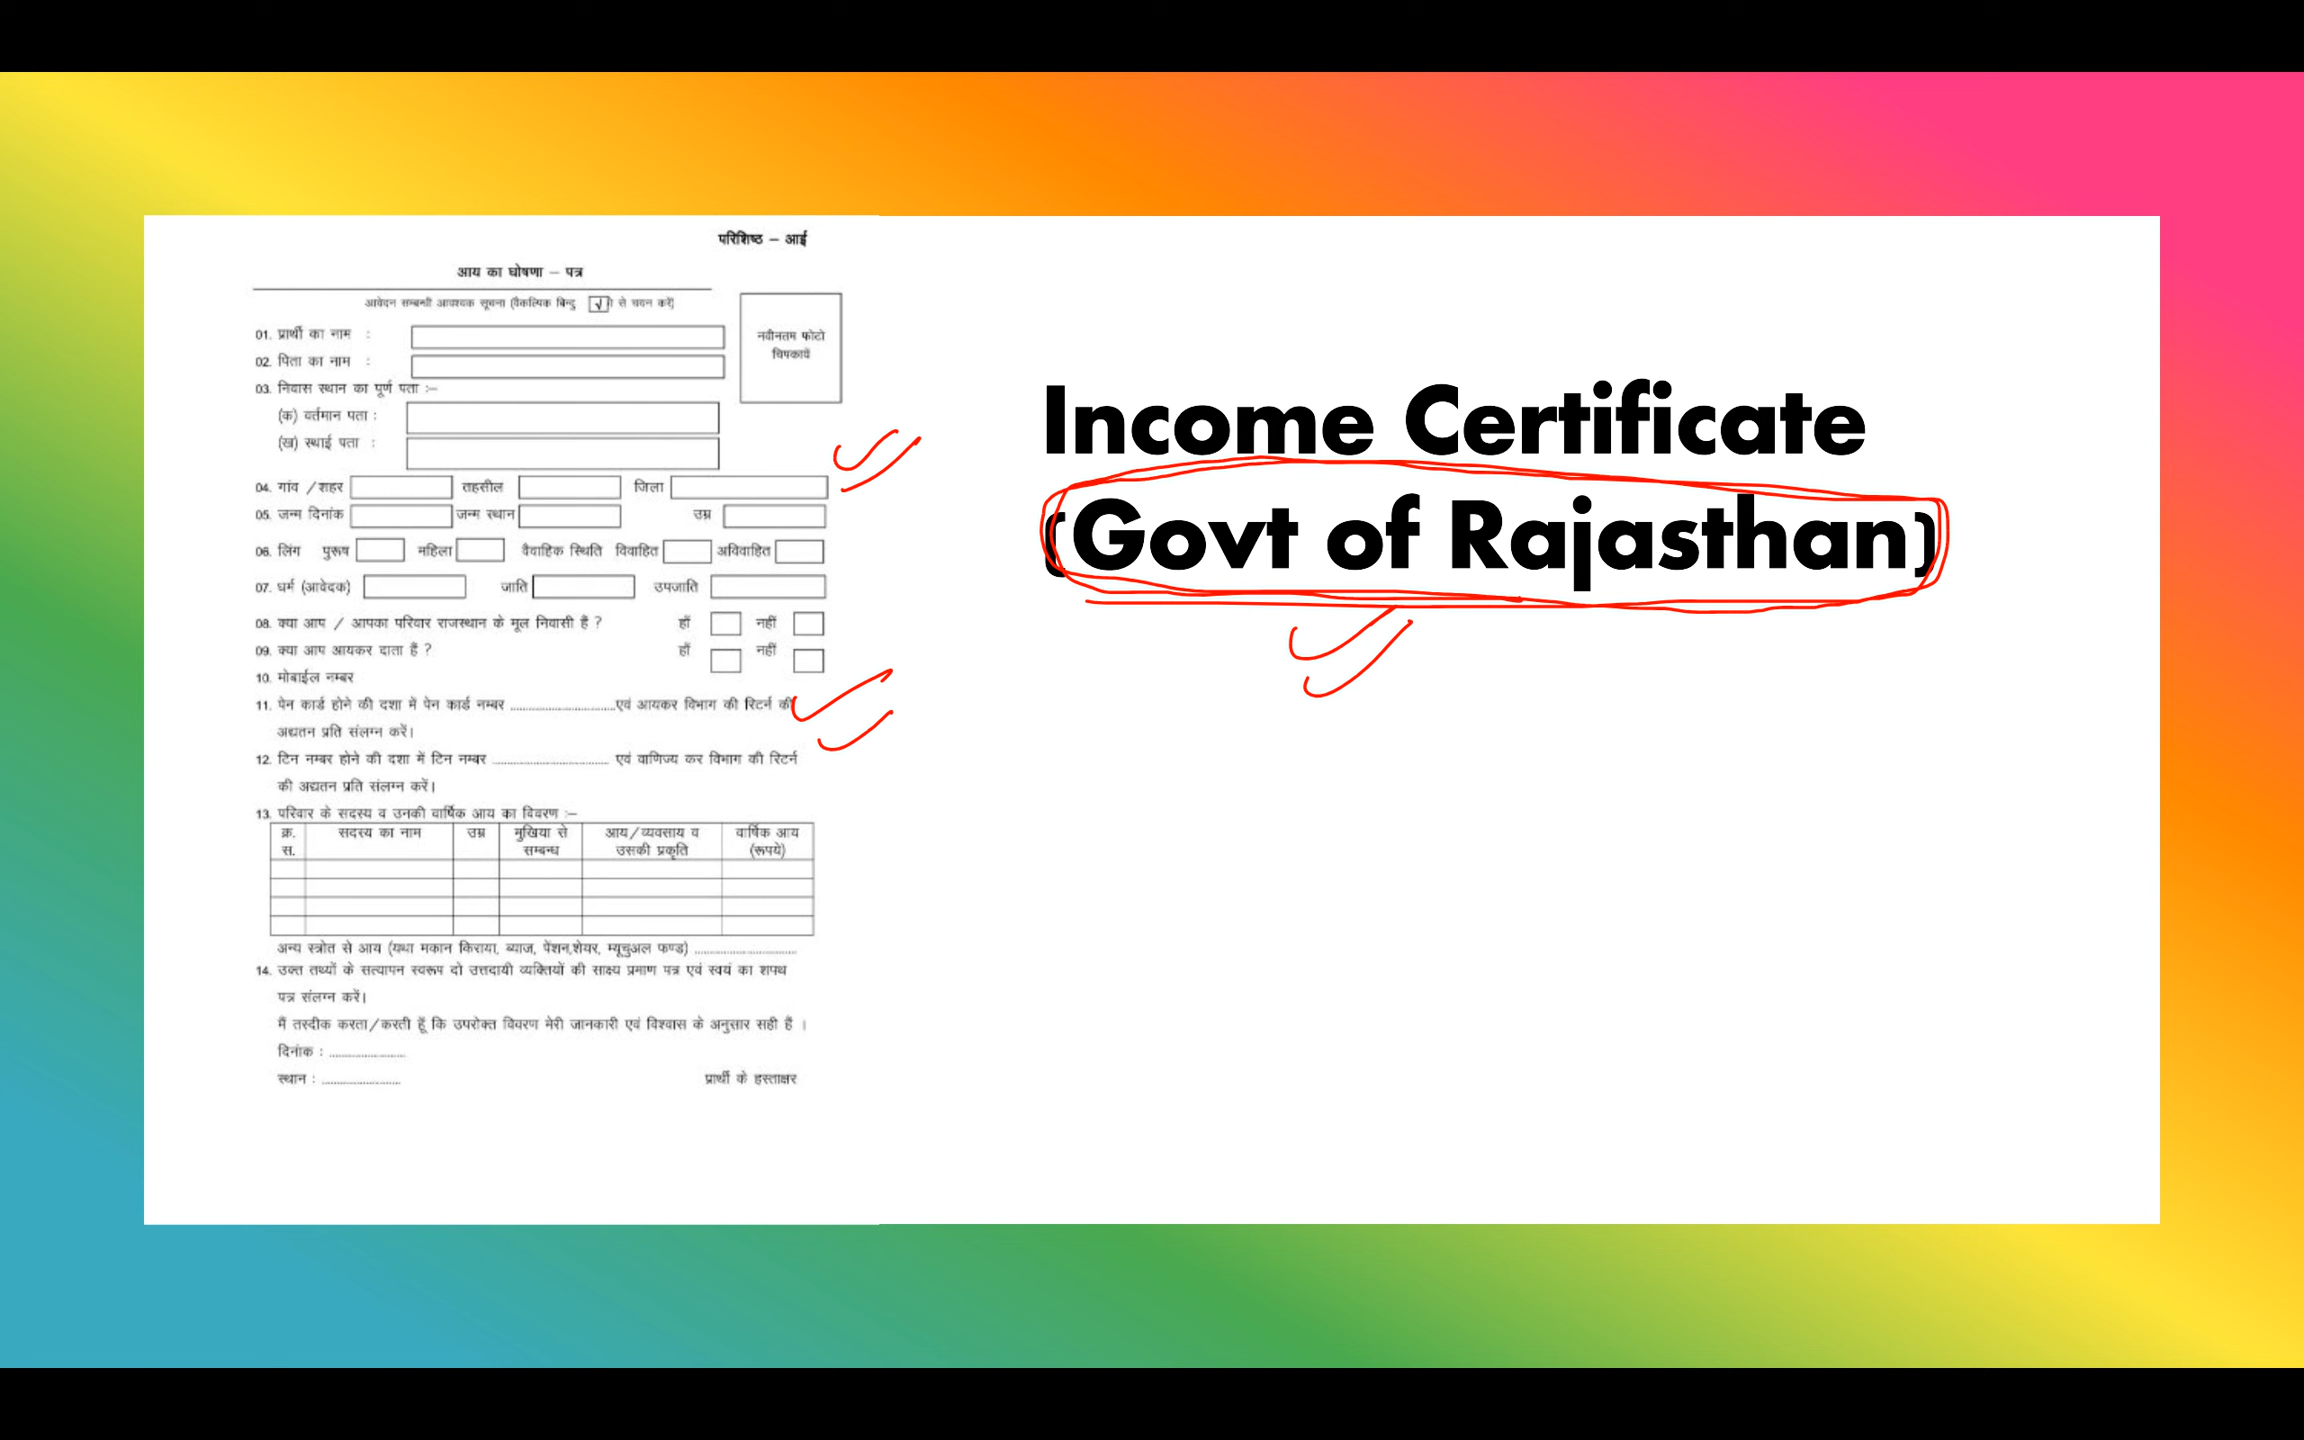 परिशिष्ठ – आई
आय का घोषणा – पत्र
आवेदन सम्बन्धी आवश्यक सूचना (वैकल्पिक बिन्दु √ से चयन करें)
नवीनतम फोटो
चिपकायें
01. प्रार्थी का नाम :
02. पिता का नाम :
03. निवास स्थान का पूर्ण पता :–
(क) वर्तमान पता :
(ख) स्थाई पता :
04. गांव / शहर तहसील जिला
05. जन्म दिनांक जन्म स्थान उम्र
06. लिंग पुरूष महिला वैवाहिक स्थिति विवाहित अविवाहित
07. धर्म (आवेदक) जाति उपजाति
08. क्या आप / आपका परिवार राजस्थान के मूल निवासी हैं ? हाँ नहीं
09. क्या आप आयकर दाता हैं ? हाँ नहीं
10. मोबाईल नम्बर
11. पेन कार्ड होने की दशा में पेन कार्ड नम्बर ..............................एवं आयकर विभाग की रिटर्न की
अद्यतन प्रति संलग्न करें।
12. टिन नम्बर होने की दशा में टिन नम्बर .............................. एवं वाणिज्य कर विभाग की रिटर्न
की अद्यतन प्रति संलग्न करें।
13. परिवार के सदस्य व उनकी वार्षिक आय का विवरण :–
क्र. सदस्य का नाम उम्र मुखिया से आय/व्यवसाय व वार्षिक आय
स. सम्बन्ध उसकी प्रकृति (रूपये)
अन्य स्त्रोत से आय (यथा मकान किराया, ब्याज, पेंशन,शेयर, म्यूचुअल फण्ड) ..........................
14. उक्त तथ्यों के सत्यापन स्वरूप दो उत्तदायी व्यक्तियों की साक्ष्य प्रमाण पत्र एवं स्वयं का शपथ
पत्र संलग्न करें।
मैं तस्दीक करता/करती हूँ कि उपरोक्त विवरण मेरी जानकारी एवं विश्वास के अनुसार सही हैं ।
दिनांक : ....................
स्थान : .................... प्रार्थी के हस्ताक्षर
Income Certificate
(Govt of Rajasthan)